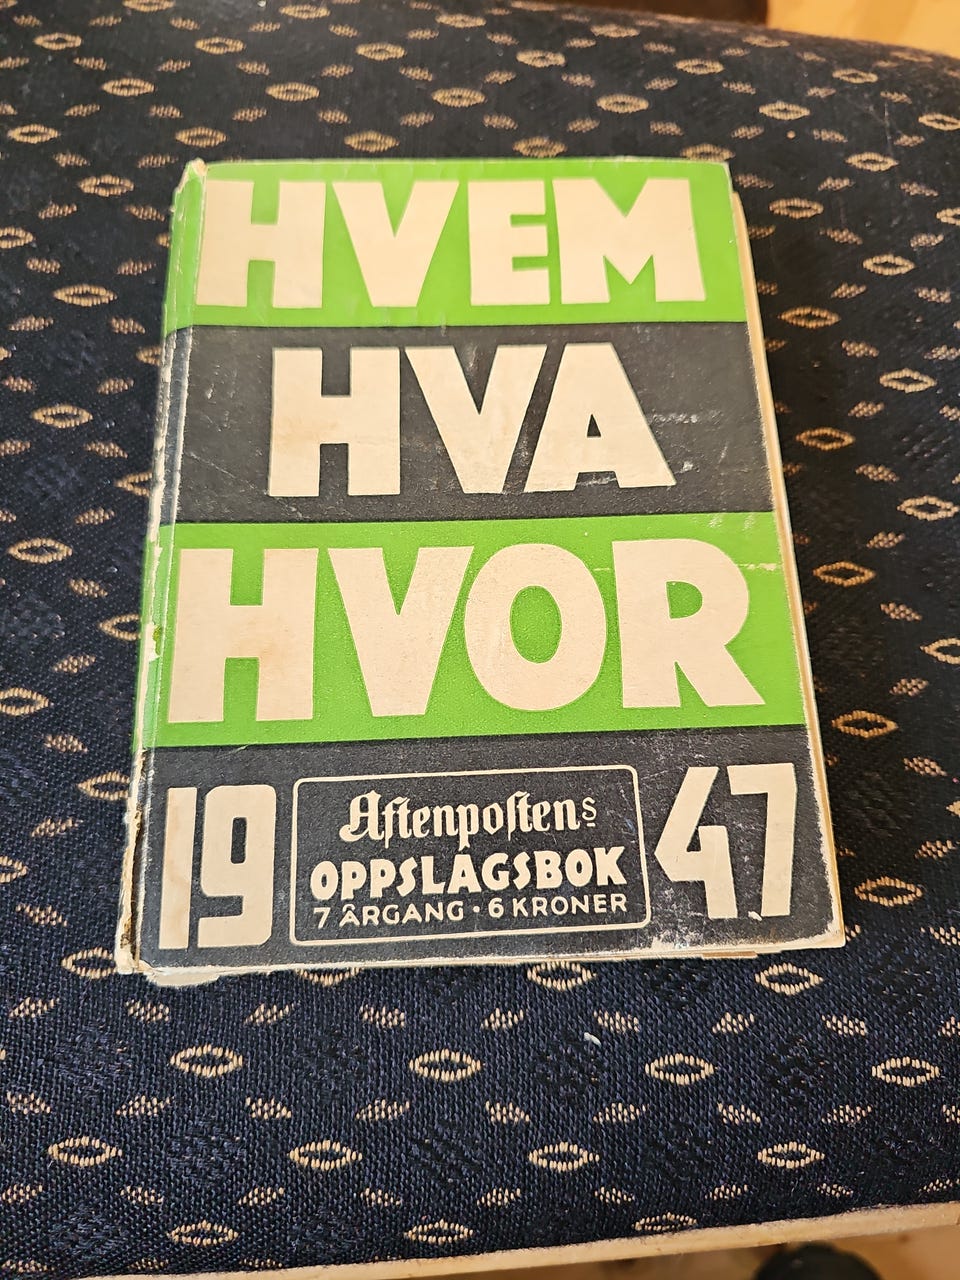 HVEM
HVA
HVOR
19 47
Aftenpostens
OPPSLAGSBOK
7 ÅRGANG · 6 KRONER